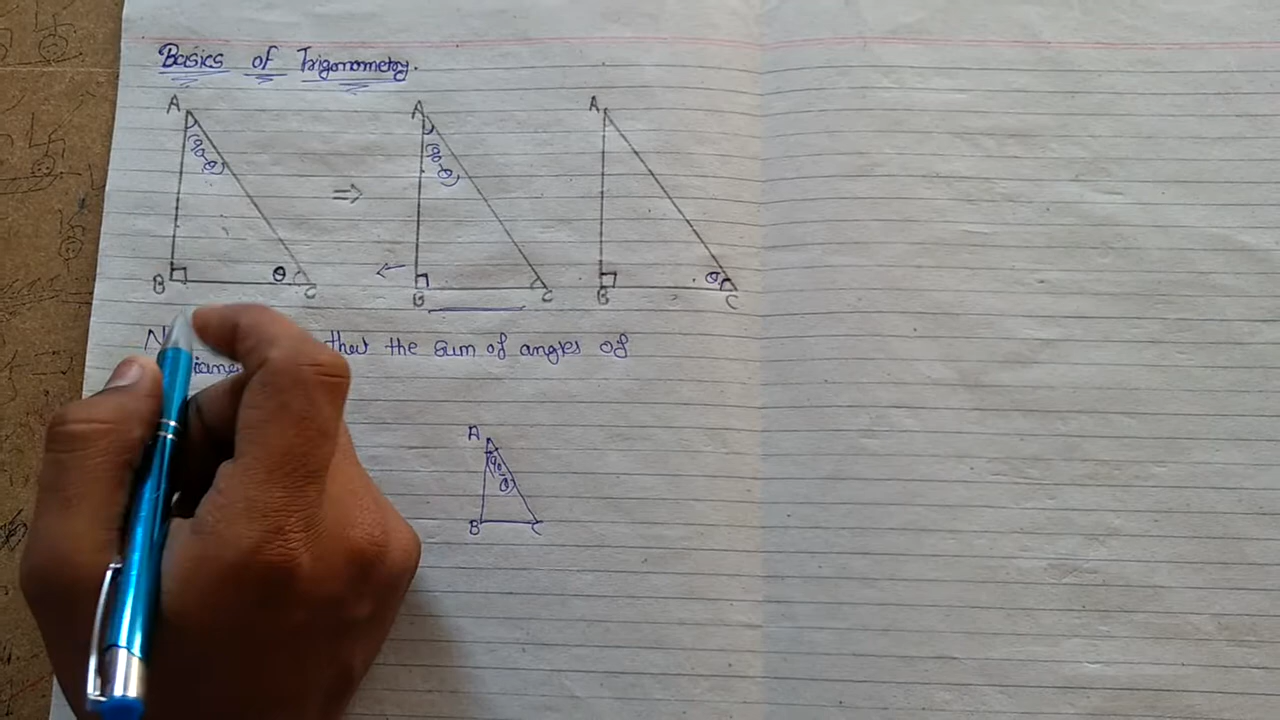 Basics of Trigonometry.
A A A
(90-θ) (90-θ)
⇒
B θ C B C B θ C
←
that the sum of angles of
A
(90-θ)
B C